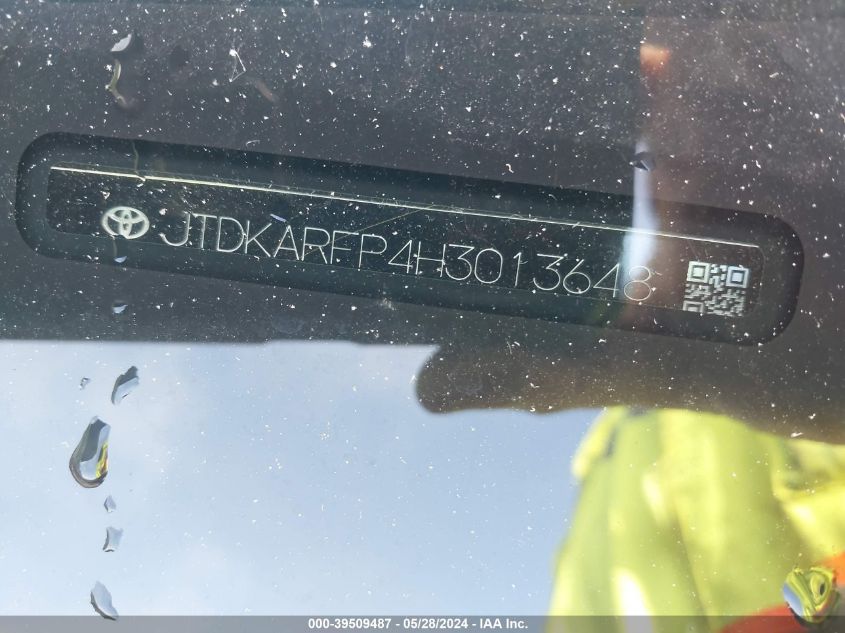 JTDKARFP4H3013648
000-39509487 - 05/28/2024 - IAA Inc.